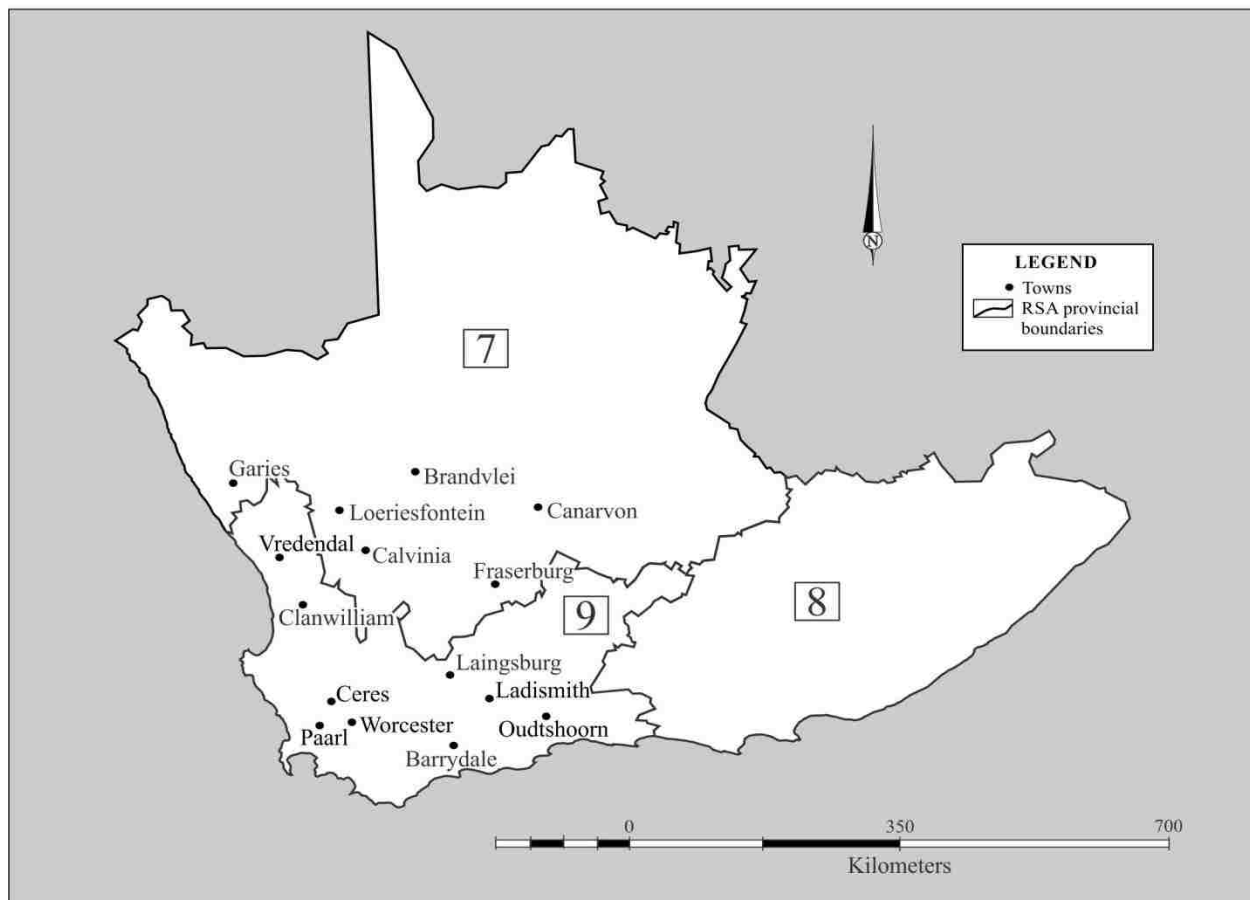 N
LEGEND
Towns
RSA provincial
boundaries
7
Garies
Brandvlei
Loeriesfontein
Canarvon
Vredendal
Calvinia
Fraserburg
Clanwilliam
9
8
Laingsburg
Ceres
Ladismith
Worcester
Oudtshoorn
Paarl
Barrydale
0 350 700
Kilometers